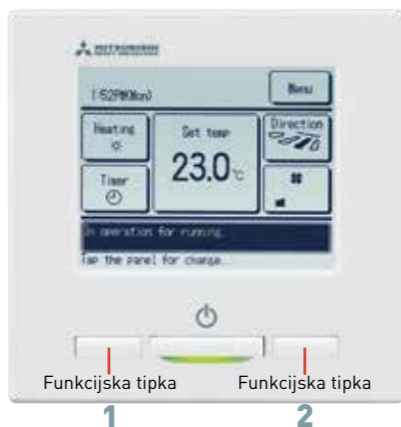 MITSUBISHI
1:52PM(Mon)
Menu
Heating
Set temp
Direction
23.0°C
Timer
In operation for running.
Tap the panel for change.
Funkcijska tipka
Funkcijska tipka
1
2